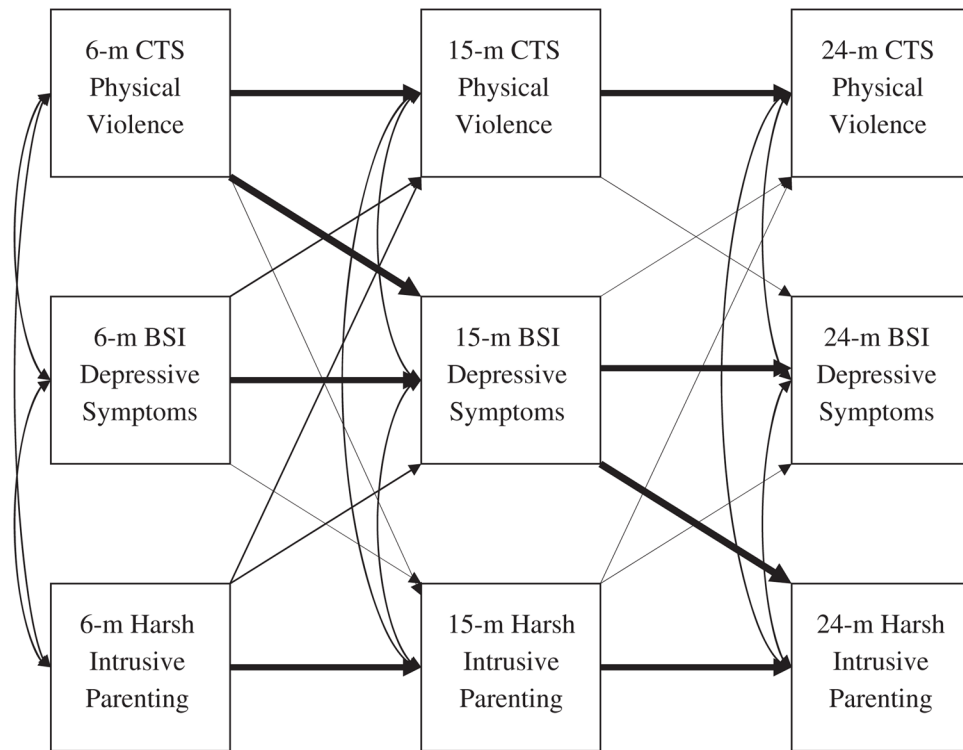 6-m CTS
Physical
Violence
15-m CTS
Physical
Violence
24-m CTS
Physical
Violence
6-m BSI
Depressive
Symptoms
15-m BSI
Depressive
Symptoms
24-m BSI
Depressive
Symptoms
6-m Harsh
Intrusive
Parenting
15-m Harsh
Intrusive
Parenting
24-m Harsh
Intrusive
Parenting